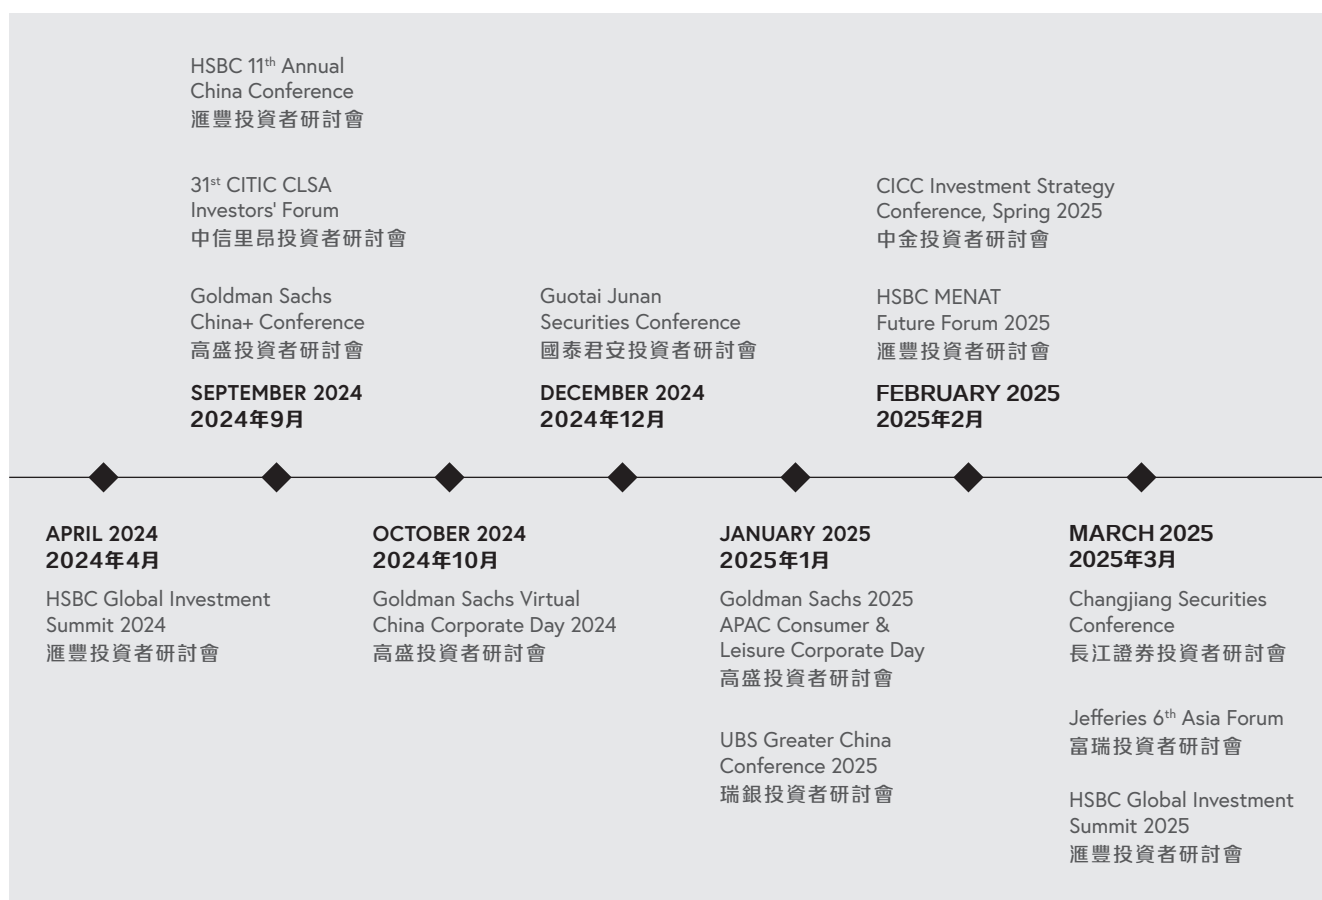 HSBC 11th Annual
China Conference
滙豐投資者研討會
31st CITIC CLSA
Investors' Forum
中信里昂投資者研討會
Goldman Sachs
China+ Conference
高盛投資者研討會
SEPTEMBER 2024
2024年9月
Guotai Junan
Securities Conference
國泰君安投資者研討會
DECEMBER 2024
2024年12月
CICC Investment Strategy
Conference, Spring 2025
中金投資者研討會
HSBC MENAT
Future Forum 2025
滙豐投資者研討會
FEBRUARY 2025
2025年2月
APRIL 2024
2024年4月
HSBC Global Investment
Summit 2024
滙豐投資者研討會
OCTOBER 2024
2024年10月
Goldman Sachs Virtual
China Corporate Day 2024
高盛投資者研討會
JANUARY 2025
2025年1月
Goldman Sachs 2025
APAC Consumer &
Leisure Corporate Day
高盛投資者研討會
UBS Greater China
Conference 2025
瑞銀投資者研討會
MARCH 2025
2025年3月
Changjiang Securities
Conference
長江證券投資者研討會
Jefferies 6th Asia Forum
富瑞投資者研討會
HSBC Global Investment
Summit 2025
滙豐投資者研討會